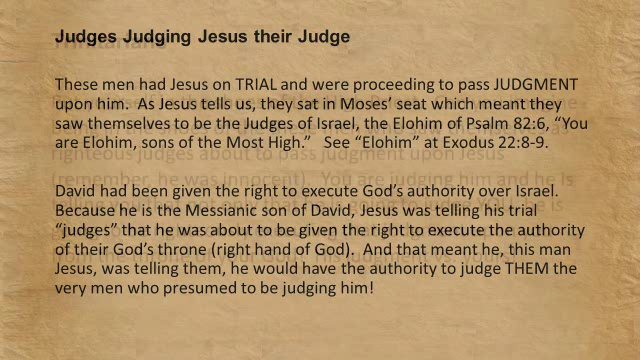 Judges Judging Jesus their Judge
These men had Jesus on TRIAL and were proceeding to pass JUDGMENT
upon him.  As Jesus tells us, they sat in Moses’ seat which meant they
saw themselves to be the Judges of Israel, the Elohim of Psalm 82:6, “You
are Elohim, sons of the Most High.”   See “Elohim” at Exodus 22:8-9.
David had been given the right to execute God’s authority over Israel.
Because he is the Messianic son of David, Jesus was telling his trial
“judges” that he was about to be given the right to execute the authority
of their God’s throne (right hand of God).  And that meant he, this man
Jesus, was telling them, he would have the authority to judge THEM the
very men who presumed to be judging him!